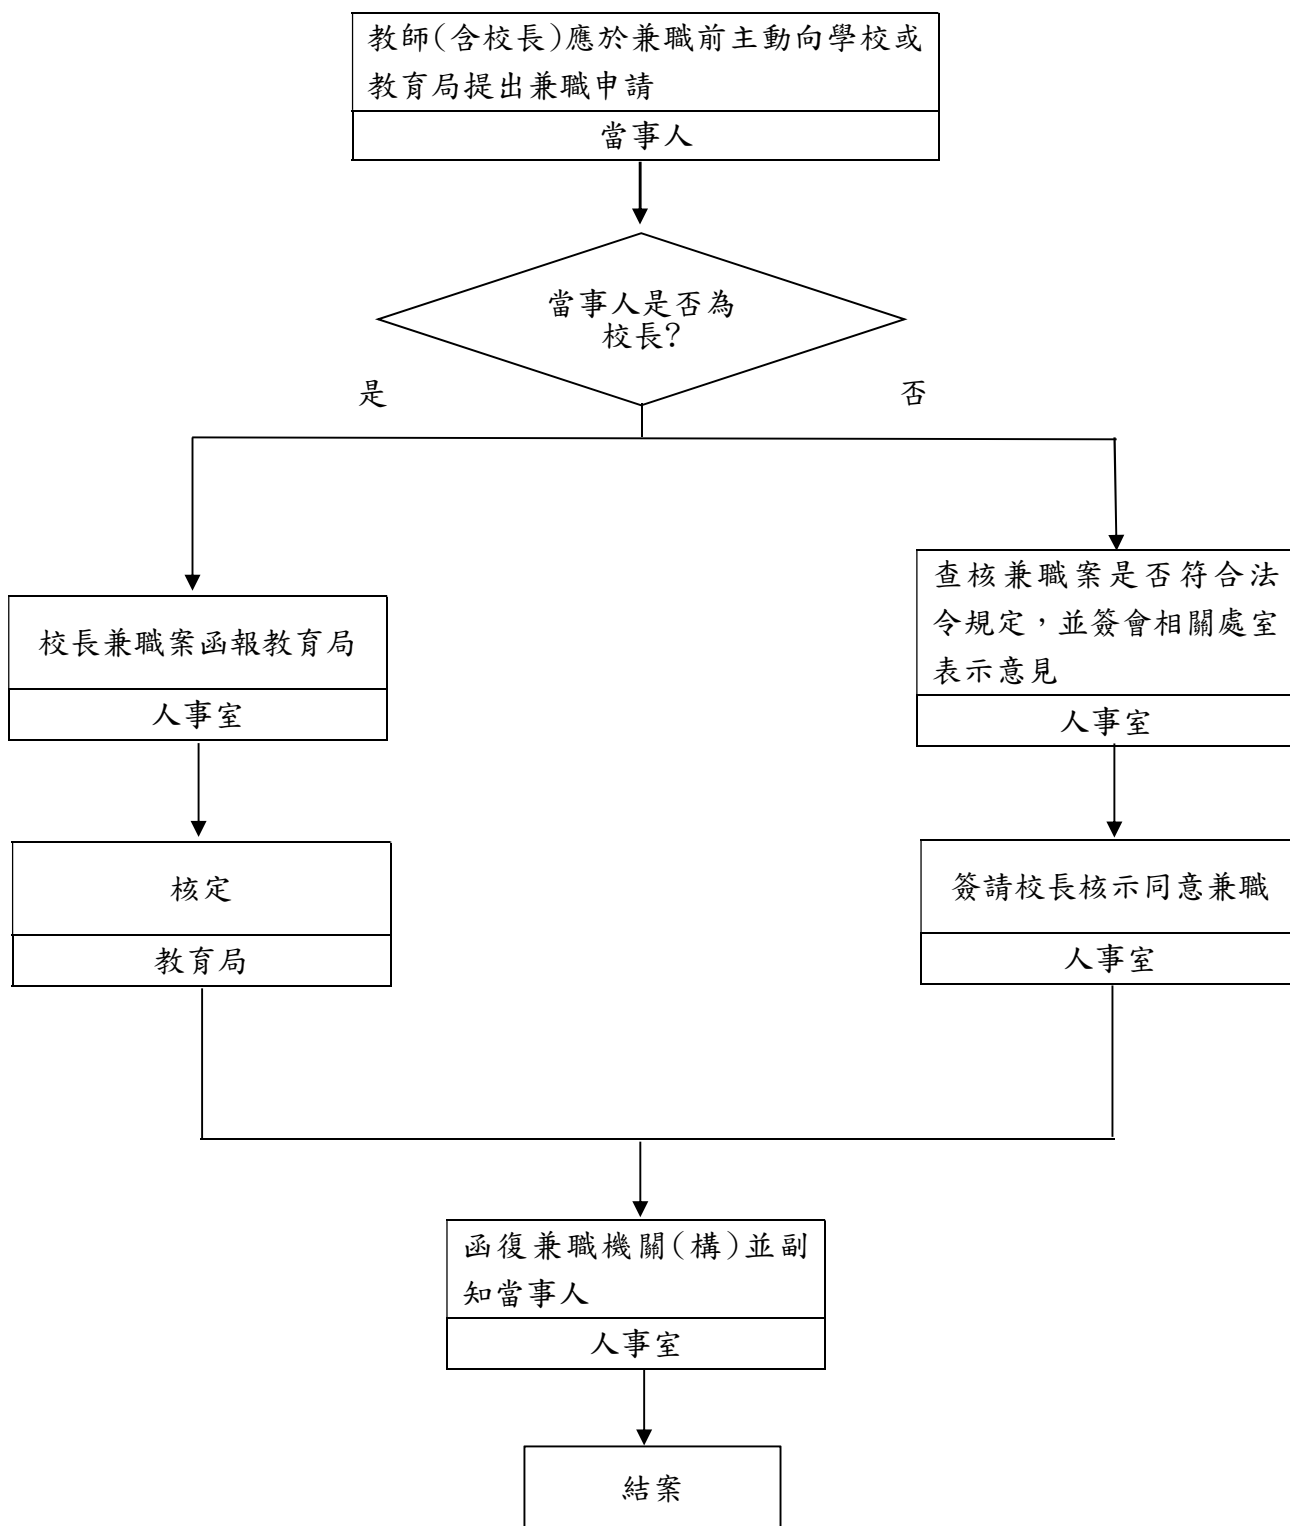 教師(含校長)應於兼職前主動向學校或
教育局提出兼職申請
當事人
當事人是否為
校長?
是
否
校長兼職案函報教育局
人事室
查核兼職案是否符合法
令規定，並簽會相關處室
表示意見
人事室
核定
教育局
簽請校長核示同意兼職
人事室
函復兼職機關(構)並副
知當事人
人事室
結案